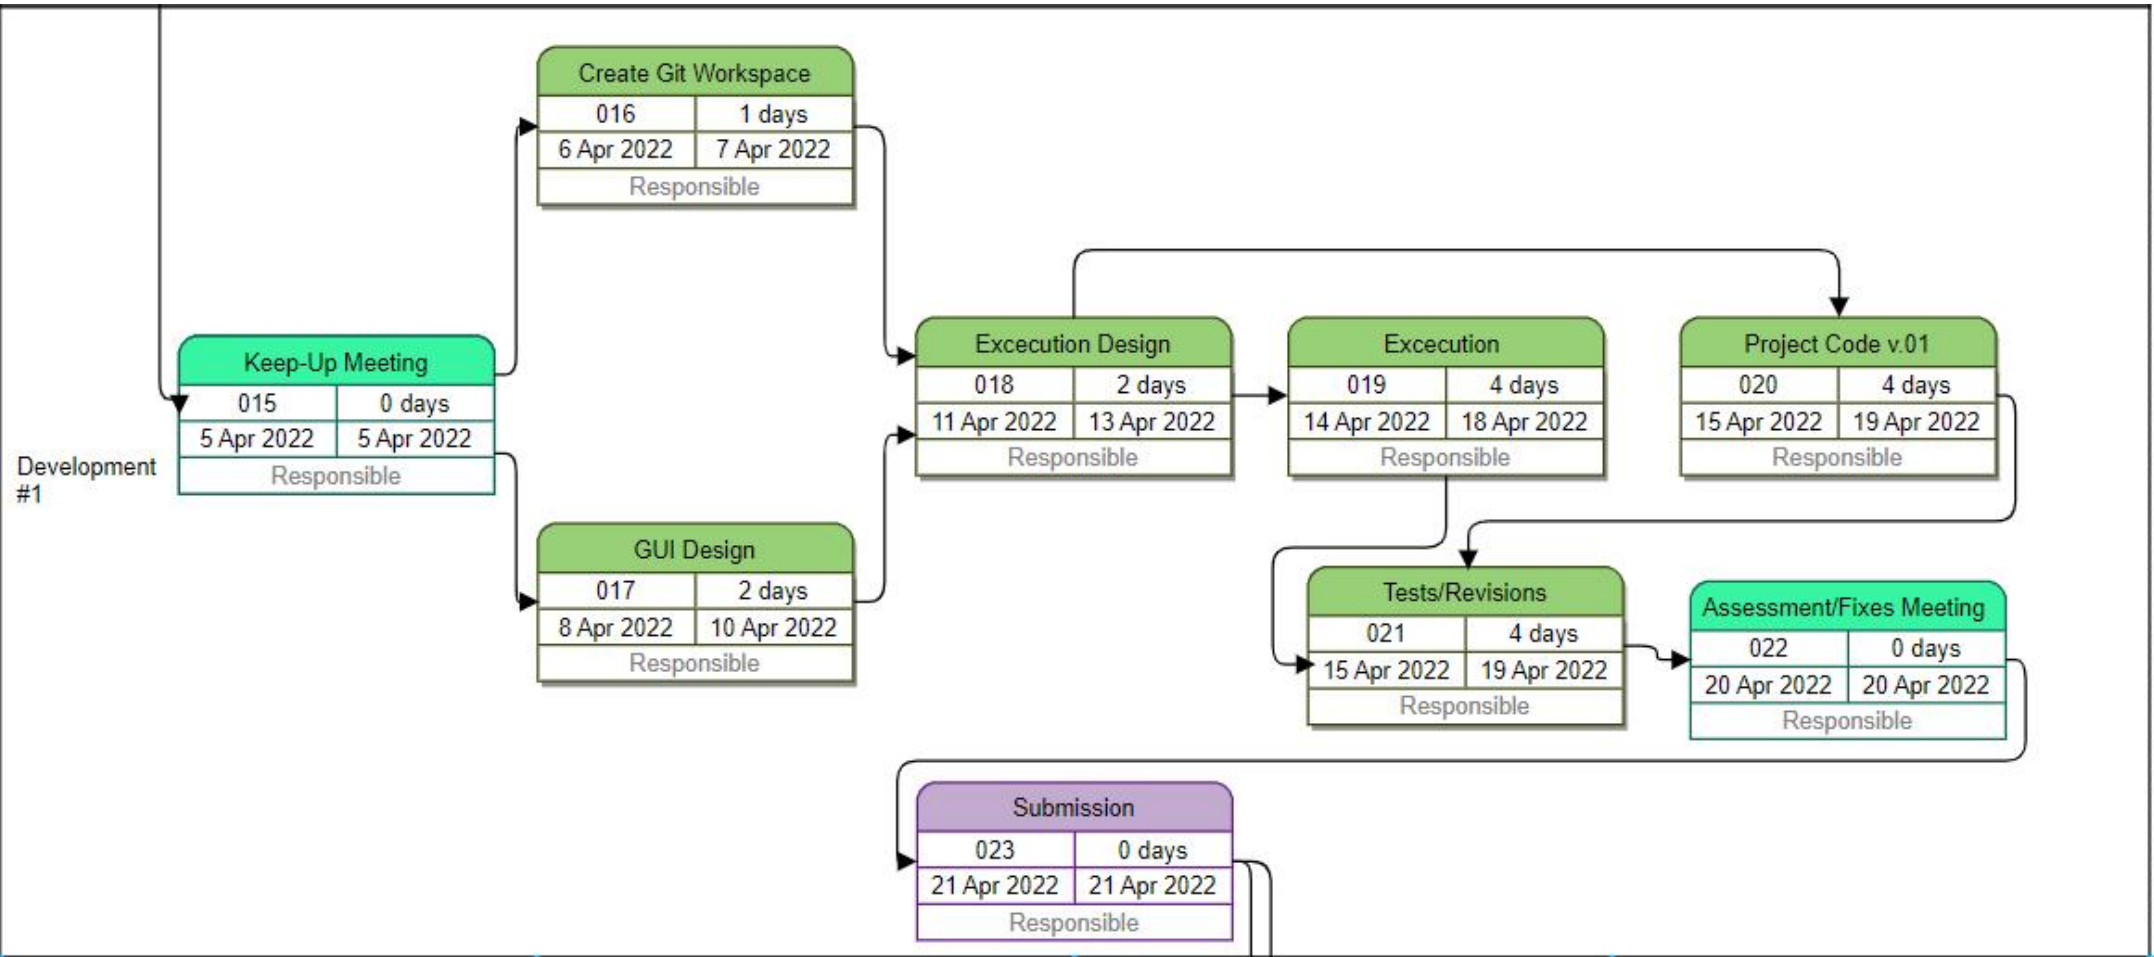 Development
#1
Keep-Up Meeting
015 0 days
5 Apr 2022 5 Apr 2022
Responsible
Create Git Workspace
016 1 days
6 Apr 2022 7 Apr 2022
Responsible
GUI Design
017 2 days
8 Apr 2022 10 Apr 2022
Responsible
Excecution Design
018 2 days
11 Apr 2022 13 Apr 2022
Responsible
Excecution
019 4 days
14 Apr 2022 18 Apr 2022
Responsible
Project Code v.01
020 4 days
15 Apr 2022 19 Apr 2022
Responsible
Tests/Revisions
021 4 days
15 Apr 2022 19 Apr 2022
Responsible
Assessment/Fixes Meeting
022 0 days
20 Apr 2022 20 Apr 2022
Responsible
Submission
023 0 days
21 Apr 2022 21 Apr 2022
Responsible